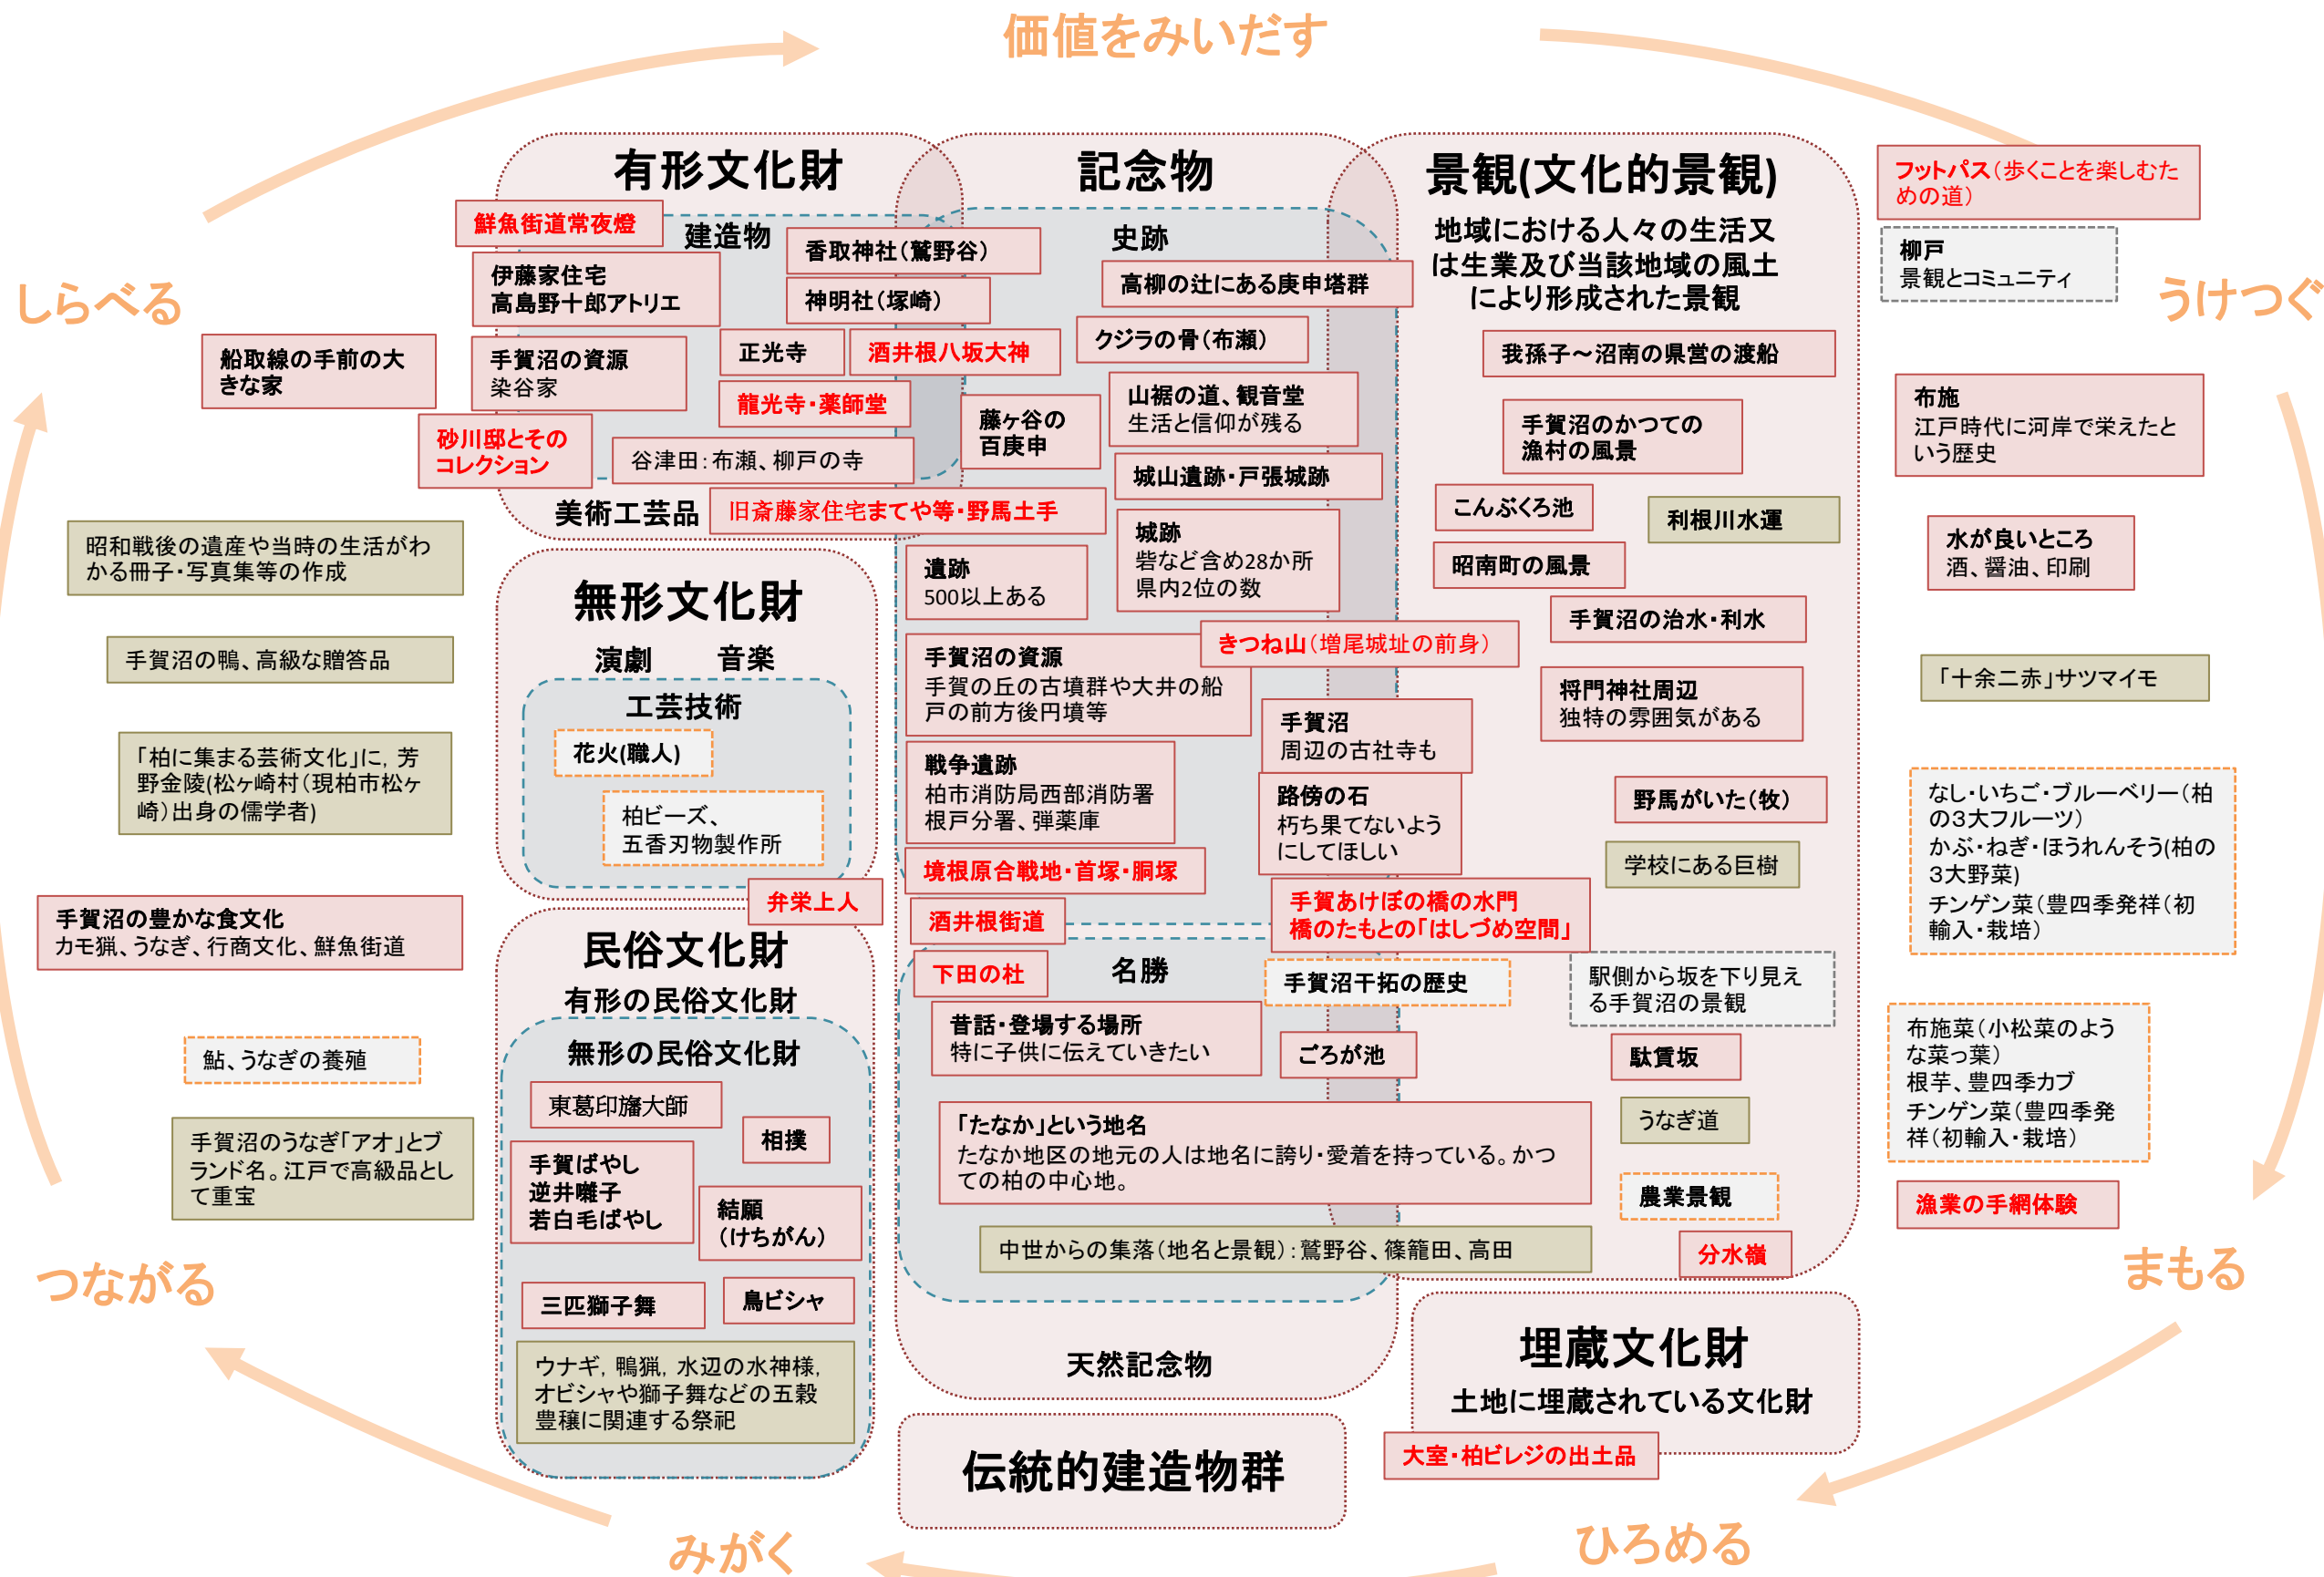 価値をみいだす
しらべる
うけつぐ
有形文化財
鮮魚街道常夜燈
建造物
香取神社（鷲野谷）
伊藤家住宅
高島野十郎アトリエ
神明社（塚崎）
船取線の手前の大
きな家
手賀沼の資源
染谷家
正光寺
酒井根八坂大神
龍光寺・薬師堂
砂川邸とその
コレクション
谷津田：布瀬、柳戸の寺
美術工芸品
旧斎藤家住宅まてや等・野馬土手
記念物
史跡
高柳の辻にある庚申塔群
クジラの骨（布瀬）
山裾の道、観音堂
生活と信仰が残る
藤ヶ谷の
百庚申
城山遺跡・戸張城跡
城跡
砦など含め28か所
県内2位の数
遺跡
500以上ある
きつね山（増尾城址の前身）
手賀沼の資源
手賀の丘の古墳群や大井の船
戸の前方後円墳等
手賀沼
周辺の古社寺も
戦争遺跡
柏市消防局西部消防署
根戸分署、弾薬庫
路傍の石
朽ち果てないよう
にしてほしい
境根原合戦地・首塚・胴塚
酒井根街道
手賀あけぼの橋の水門
橋のたもとの「はしづめ空間」
下田の杜
名勝
手賀沼干拓の歴史
昔話・登場する場所
特に子供に伝えていきたい
ごろが池
「たなか」という地名
たなか地区の地元の人は地名に誇り・愛着を持っている。かつ
ての柏の中心地。
中世からの集落（地名と景観）：鷲野谷、篠籠田、高田
天然記念物
伝統的建造物群
景観(文化的景観)
地域における人々の生活又
は生業及び当該地域の風土
により形成された景観
我孫子～沼南の県営の渡船
手賀沼のかつての
漁村の風景
こんぶくろ池
利根川水運
昭南町の風景
手賀沼の治水・利水
将門神社周辺
独特の雰囲気がある
野馬がいた（牧）
学校にある巨樹
駅側から坂を下り見え
る手賀沼の景観
駄賃坂
うなぎ道
農業景観
分水嶺
埋蔵文化財
土地に埋蔵されている文化財
大室・柏ビレジの出土品
無形文化財
演劇 音楽
工芸技術
花火(職人)
柏ビーズ、
五香刃物製作所
弁栄上人
民俗文化財
有形の民俗文化財
無形の民俗文化財
東葛印旛大師
相撲
手賀ばやし
逆井囃子
若白毛ばやし
結願
（けちがん）
三匹獅子舞
鳥ビシャ
ウナギ，鴨猟，水辺の水神様，
オビシャや獅子舞などの五穀
豊穣に関連する祭祀
昭和戦後の遺産や当時の生活がわ
かる冊子・写真集等の作成
手賀沼の鴨、高級な贈答品
「柏に集まる芸術文化」に，芳
野金陵(松ヶ崎村（現柏市松ヶ
崎）出身の儒学者)
手賀沼の豊かな食文化
カモ猟、うなぎ、行商文化、鮮魚街道
鮎、うなぎの養殖
手賀沼のうなぎ「アオ」とブ
ランド名。江戸で高級品とし
て重宝
フットパス（歩くことを楽しむた
めの道）
柳戸
景観とコミュニティ
布施
江戸時代に河岸で栄えたと
いう歴史
水が良いところ
酒、醤油、印刷
「十余二赤」サツマイモ
なし・いちご・ブルーベリー（柏
の３大フルーツ）
かぶ・ねぎ・ほうれんそう(柏の
３大野菜)
チンゲン菜（豊四季発祥（初
輸入・栽培）
布施菜（小松菜のよう
な菜っ葉）
根芋、豊四季カブ
チンゲン菜（豊四季発
祥（初輸入・栽培）
漁業の手網体験
つながる
まもる
みがく
ひろめる